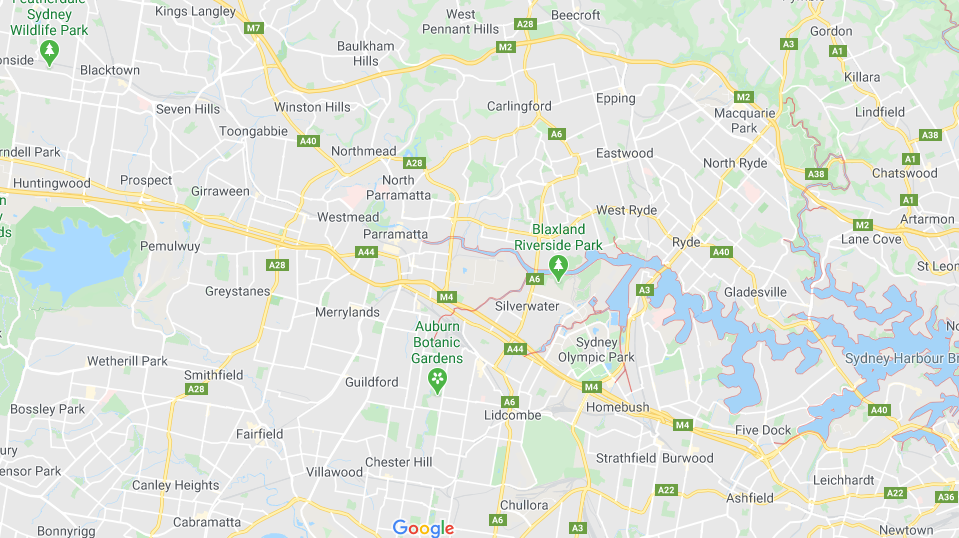 Featherdale
Sydney
Wildlife Park
Kings Langley
M7
West
Pennant Hills
A28
Beecroft
Pymble
A3
Gordon
A1
Baulkham
Hills
M2
Killara
Blacktown
Seven Hills
Winston Hills
Carlingford
Epping
M2
Macquarie
Park
Lindfield
Toongabbie
A40
A6
A38
Northmead
A28
Eastwood
North Ryde
A1
Chatswood
A38
Huntingwood
Prospect
Girraween
North
Parramatta
A1
Westmead
West Ryde
M2
Artarmon
Pemulwuy
Parramatta
Blaxland
Riverside Park
Ryde
Lane Cove
A44
A40
A28
A6
St Leon
Greystanes
M4
A3
Gladesville
Merrylands
Silverwater
Auburn
Botanic
Gardens
A44
Sydney
Olympic Park
Sydney Harbour Bri
Wetherill Park
Smithfield
A28
Guildford
M4
A6
Homebush
A40
Bossley Park
Lidcombe
M4
Five Dock
Fairfield
Chester Hill
Strathfield
Burwood
Villawood
Leichhardt
Canley Heights
A22
A22
A36
Ashfield
Chullora
Cabramatta
A6
A3
Newtown
Bonnyrigg
Google